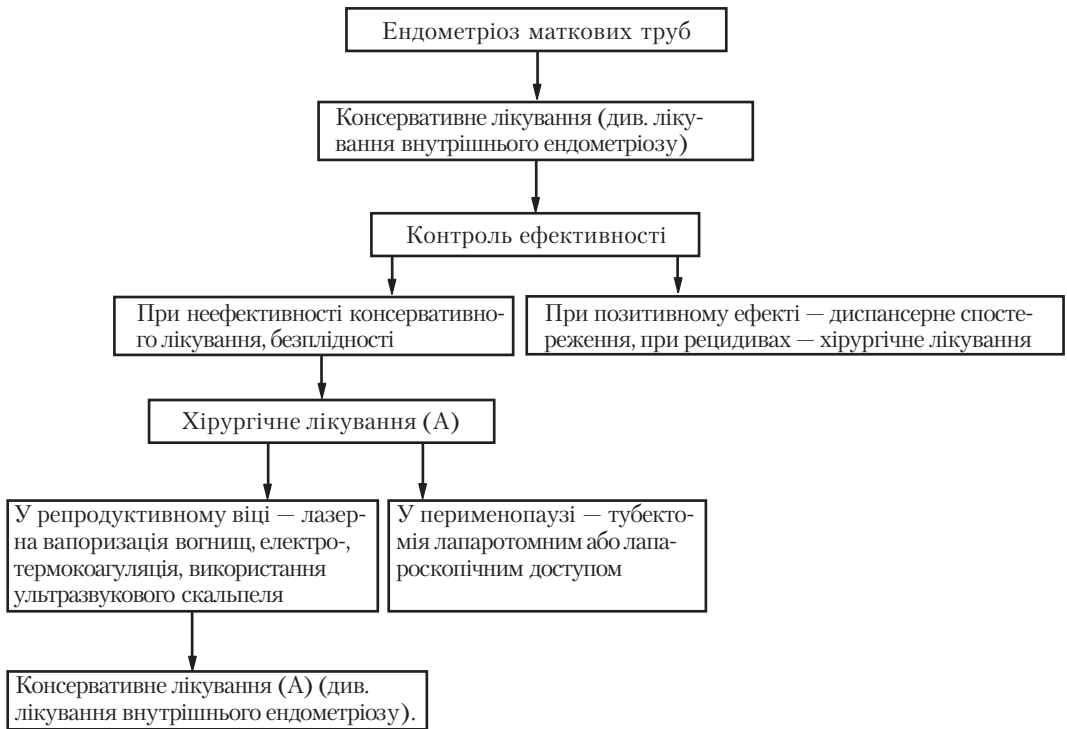 Ендометріоз маткових труб
Консервативне лікування (див. ліку-
вання внутрішнього ендометріозу)
Контроль ефективності
При неефективності консервативно-
го лікування, безплідності
При позитивному ефекті — диспансерне спосте-
реження, при рецидивах — хірургічне лікування
Хірургічне лікування (А)
У репродуктивному віці — лазер-
на вапоризація вогнищ, електро-,
термокоагуляція, використання
ультразвукового скальпеля
У перименопаузі — тубекто-
мія лапаротомним або лапа-
роскопічним доступом
Консервативне лікування (А) (див.
лікування внутрішнього ендометріозу).